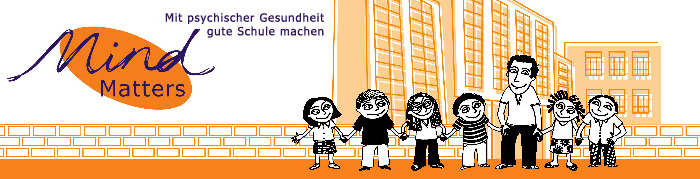 Mit psychischer Gesundheit
gute Schule machen
Mind
Matters